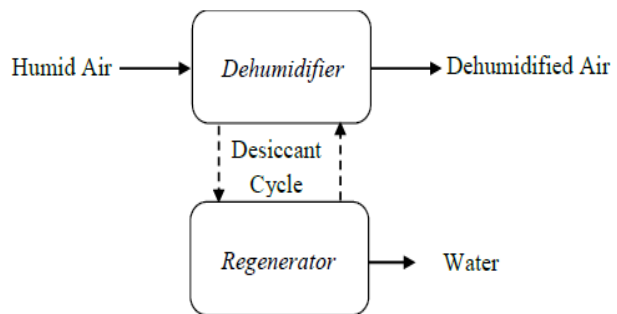 Humid Air
Dehumidifier
Dehumidified Air
Desiccant
Cycle
Regenerator
Water